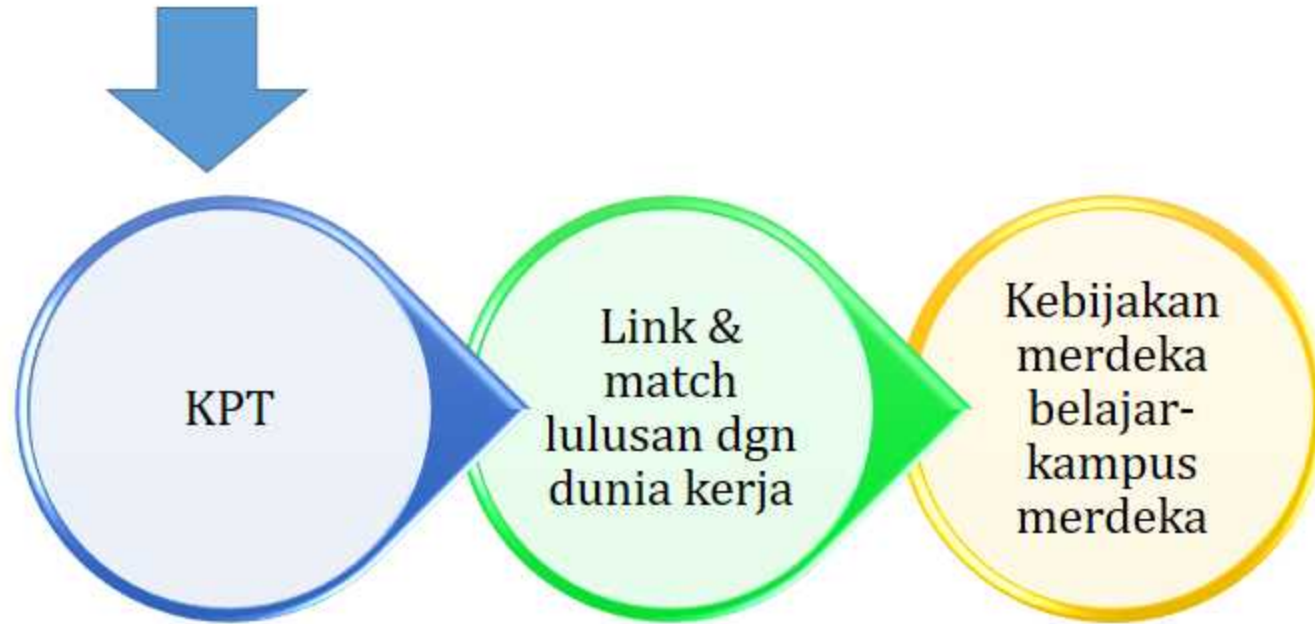 KPT
Link &
match
lulusan dgn
dunia kerja
Kebijakan
merdeka
belajar-
kampus
merdeka